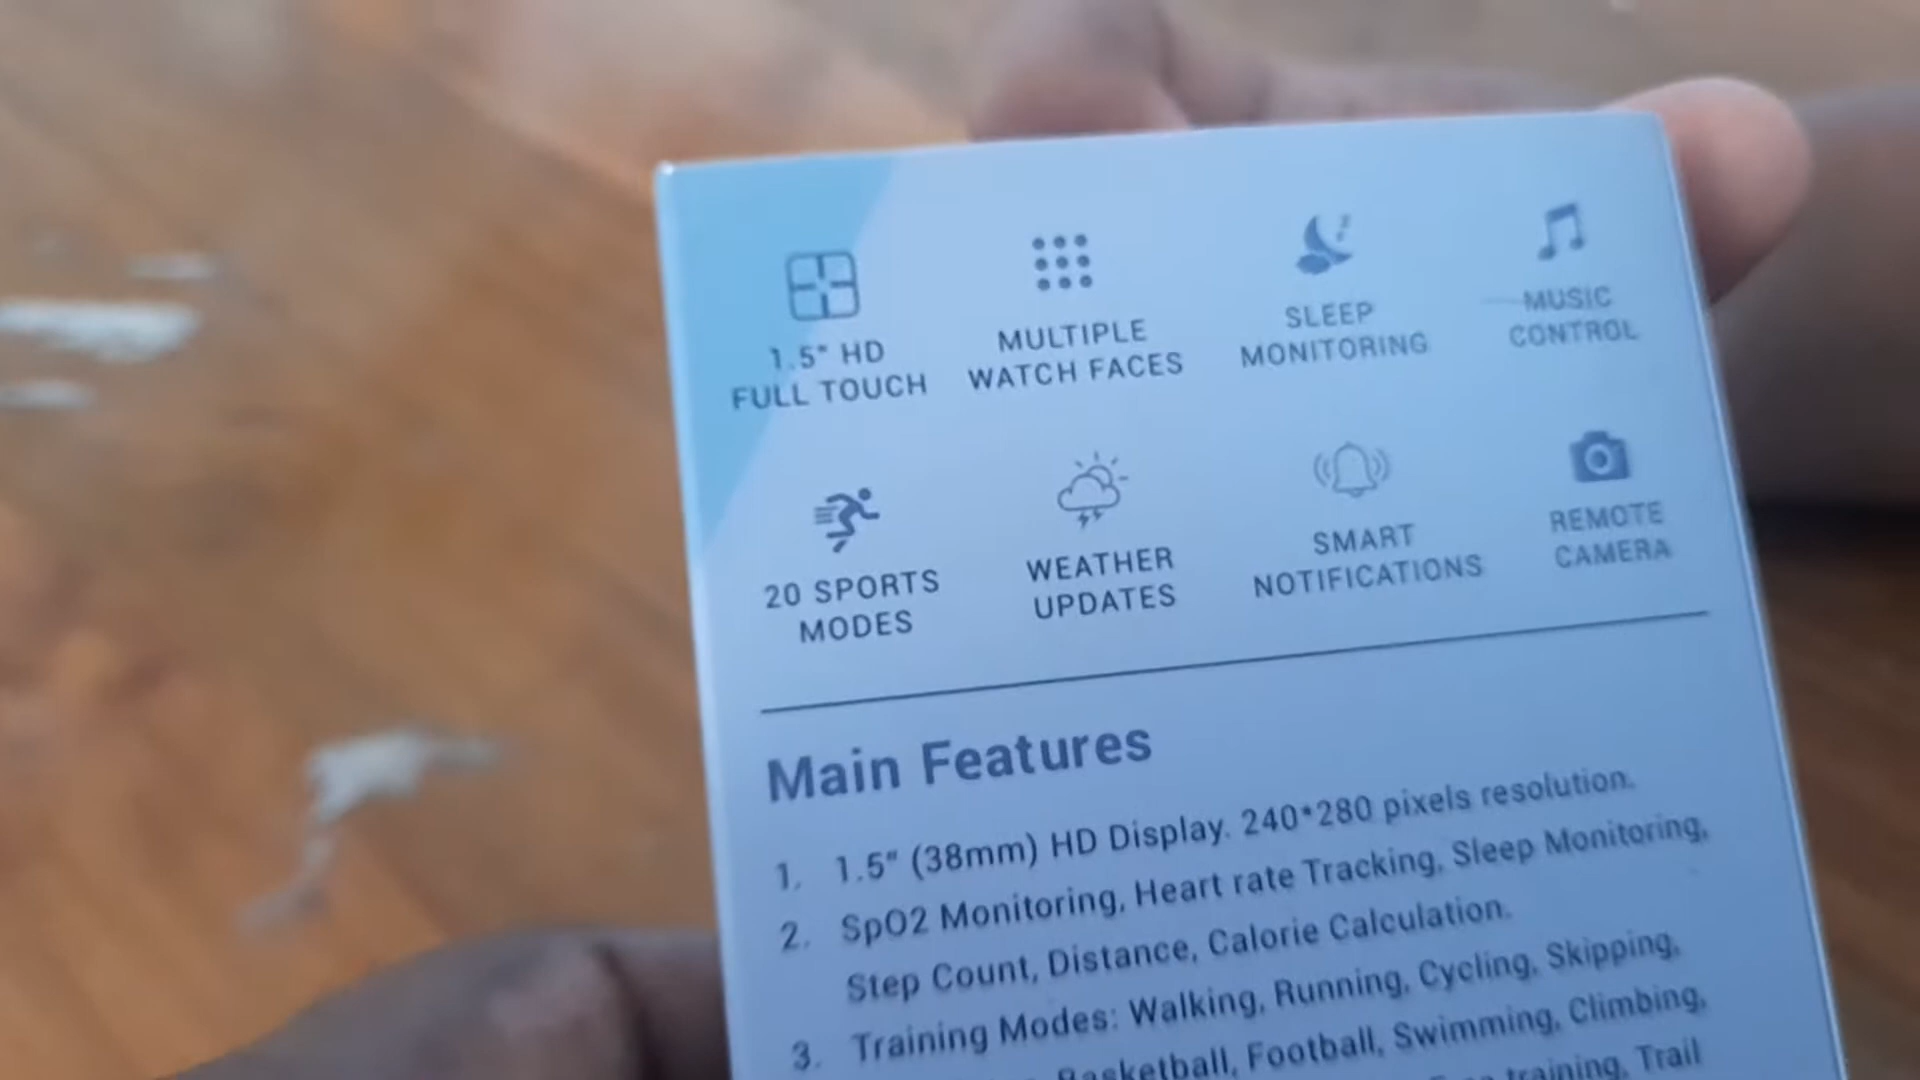 1.5" HD
FULL TOUCH
MULTIPLE
WATCH FACES
SLEEP
MONITORING
MUSIC
CONTROL
20 SPORTS
MODES
WEATHER
UPDATES
SMART
NOTIFICATIONS
REMOTE
CAMERA
Main Features
1. 1.5" (38mm) HD Display. 240*280 pixels resolution.
2. SpO2 Monitoring, Heart rate Tracking, Sleep Monitoring,
Step Count, Distance, Calorie Calculation.
3. Training Modes: Walking, Running, Cycling, Skipping,
Basketball, Football, Swimming, Climbing,
training, Trail